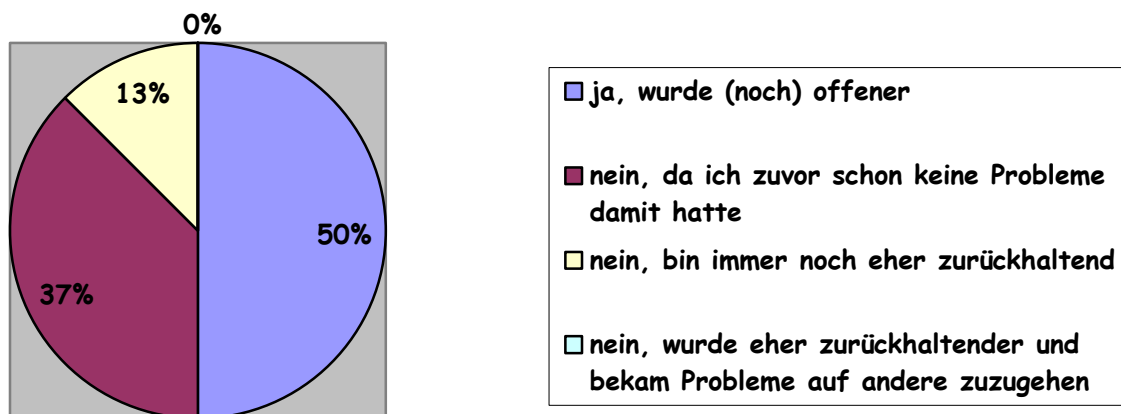 0%
13%
50%
37%
ja, wurde (noch) offener
nein, da ich zuvor schon keine Probleme
damit hatte
nein, bin immer noch eher zurückhaltend
nein, wurde eher zurückhaltender und
bekam Probleme auf andere zuzugehen